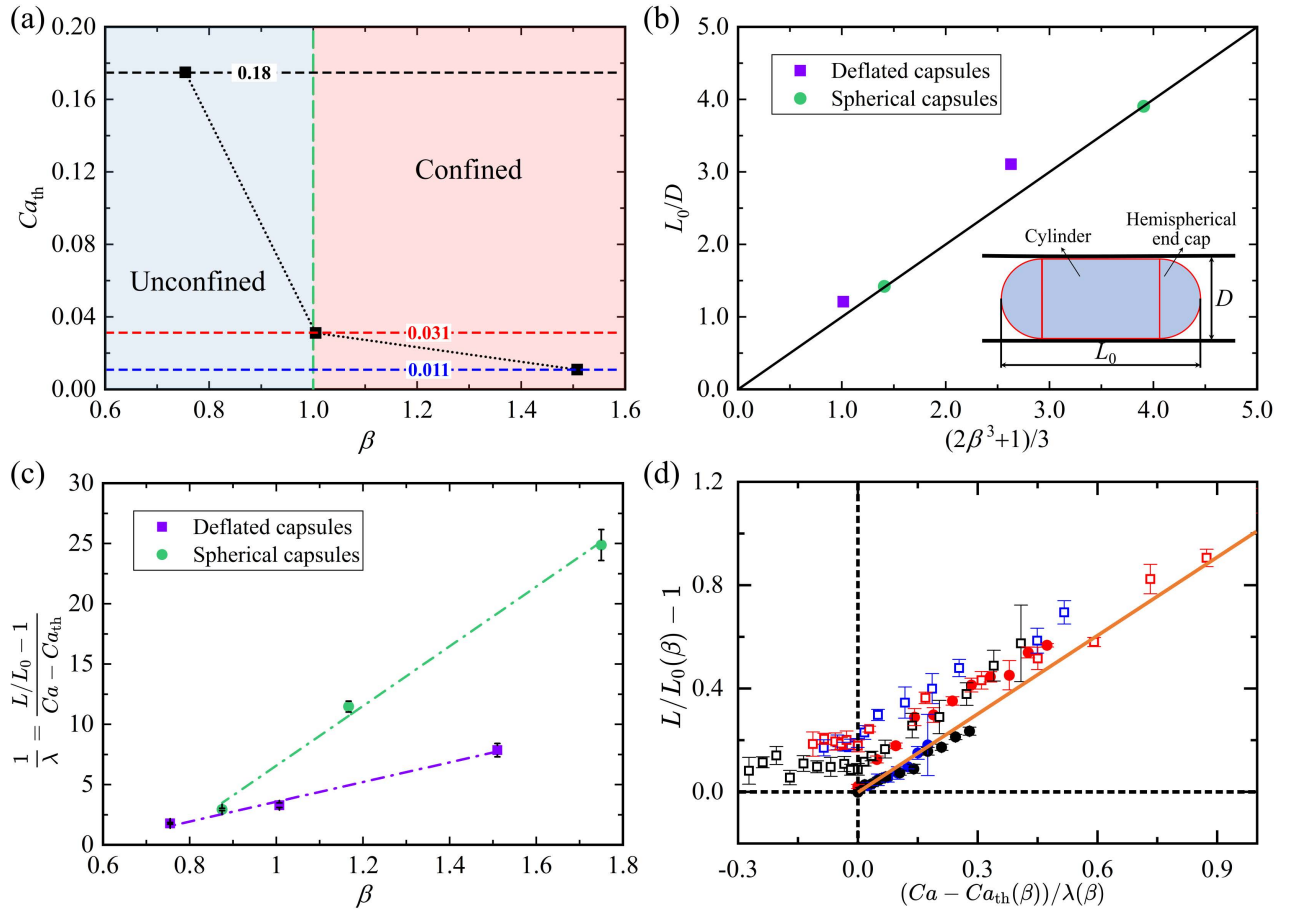 (a)
0.20
0.16
0.12
0.08
0.04
0.00
Ca_th
0.18
Confined
Unconfined
0.031
0.011
0.6 0.8 1.0 1.2 1.4 1.6
β
(b)
5.0
4.0
3.0
2.0
1.0
0.0
L₀/D
Deflated capsules
Spherical capsules
Cylinder
Hemispherical
end cap
D
L₀
0.0 1.0 2.0 3.0 4.0 5.0
(2β³+1)/3
(c)
30
25
20
15
10
5
0
1/λ = (L/L₀ − 1)/(Ca − Ca_th)
Deflated capsules
Spherical capsules
0.6 0.8 1.0 1.2 1.4 1.6 1.8
β
(d)
1.2
0.8
0.4
0.0
L/L₀(β) − 1
-0.3 0.0 0.3 0.6 0.9
(Ca − Ca_th(β))/λ(β)